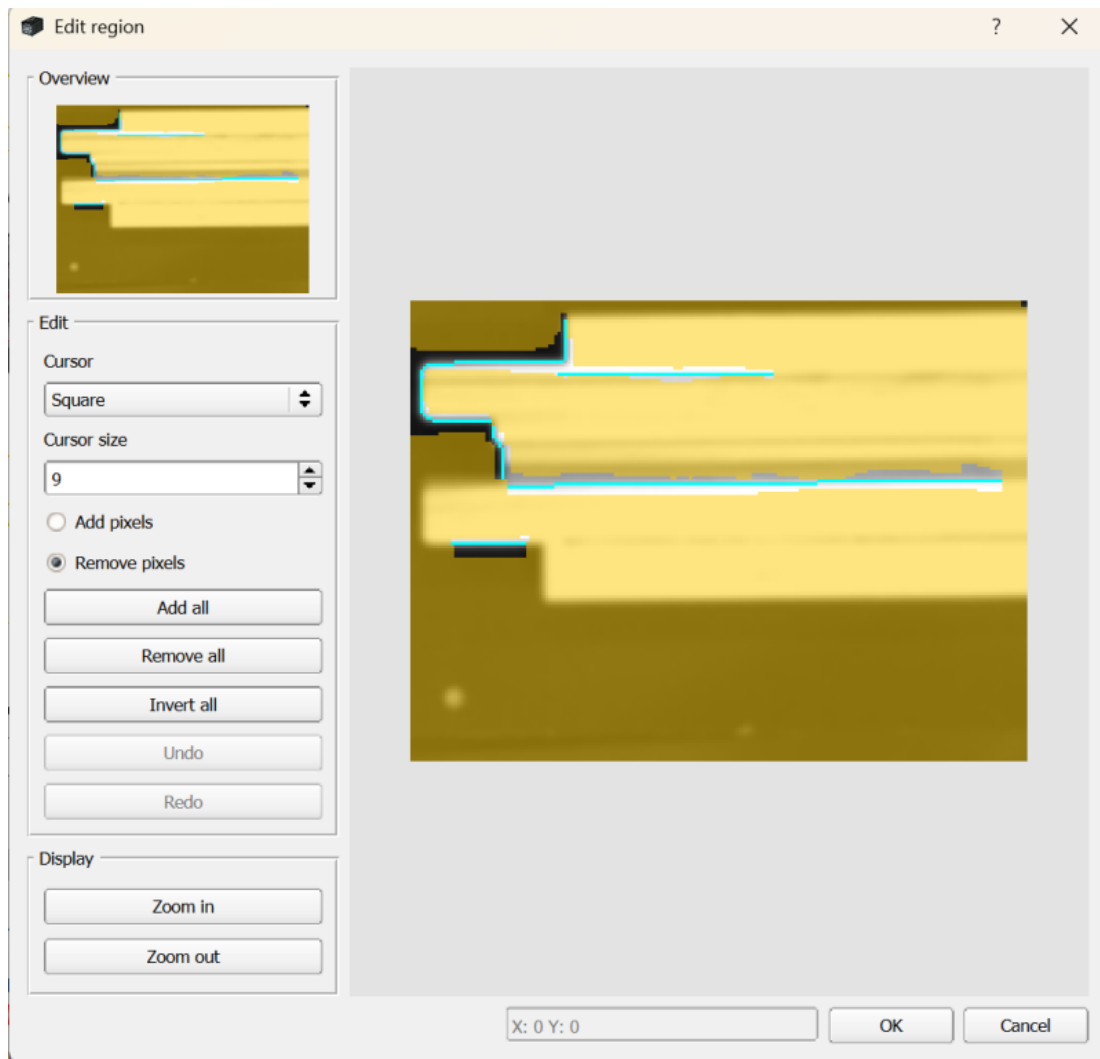 Edit region
?
Overview
Edit
Cursor
Square
Cursor size
9
Add pixels
Remove pixels
Add all
Remove all
Invert all
Undo
Redo
Display
Zoom in
Zoom out
X: 0 Y: 0
OK
Cancel